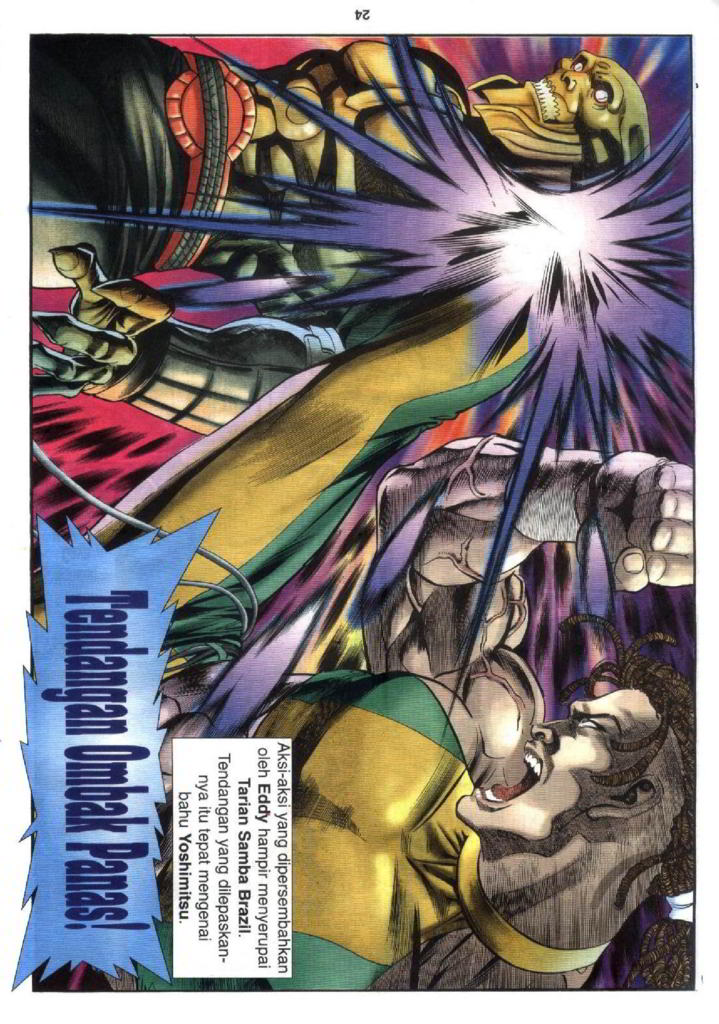 24
Aksi-aksi yang dipersembahkan
oleh Eddy hampir menyerupai
Tarian Samba Brazil.
Tendangan yang dilepaskan-
nya itu tepat mengenai
bahu Yoshimitsu.
Tendangan Ombak Panas!